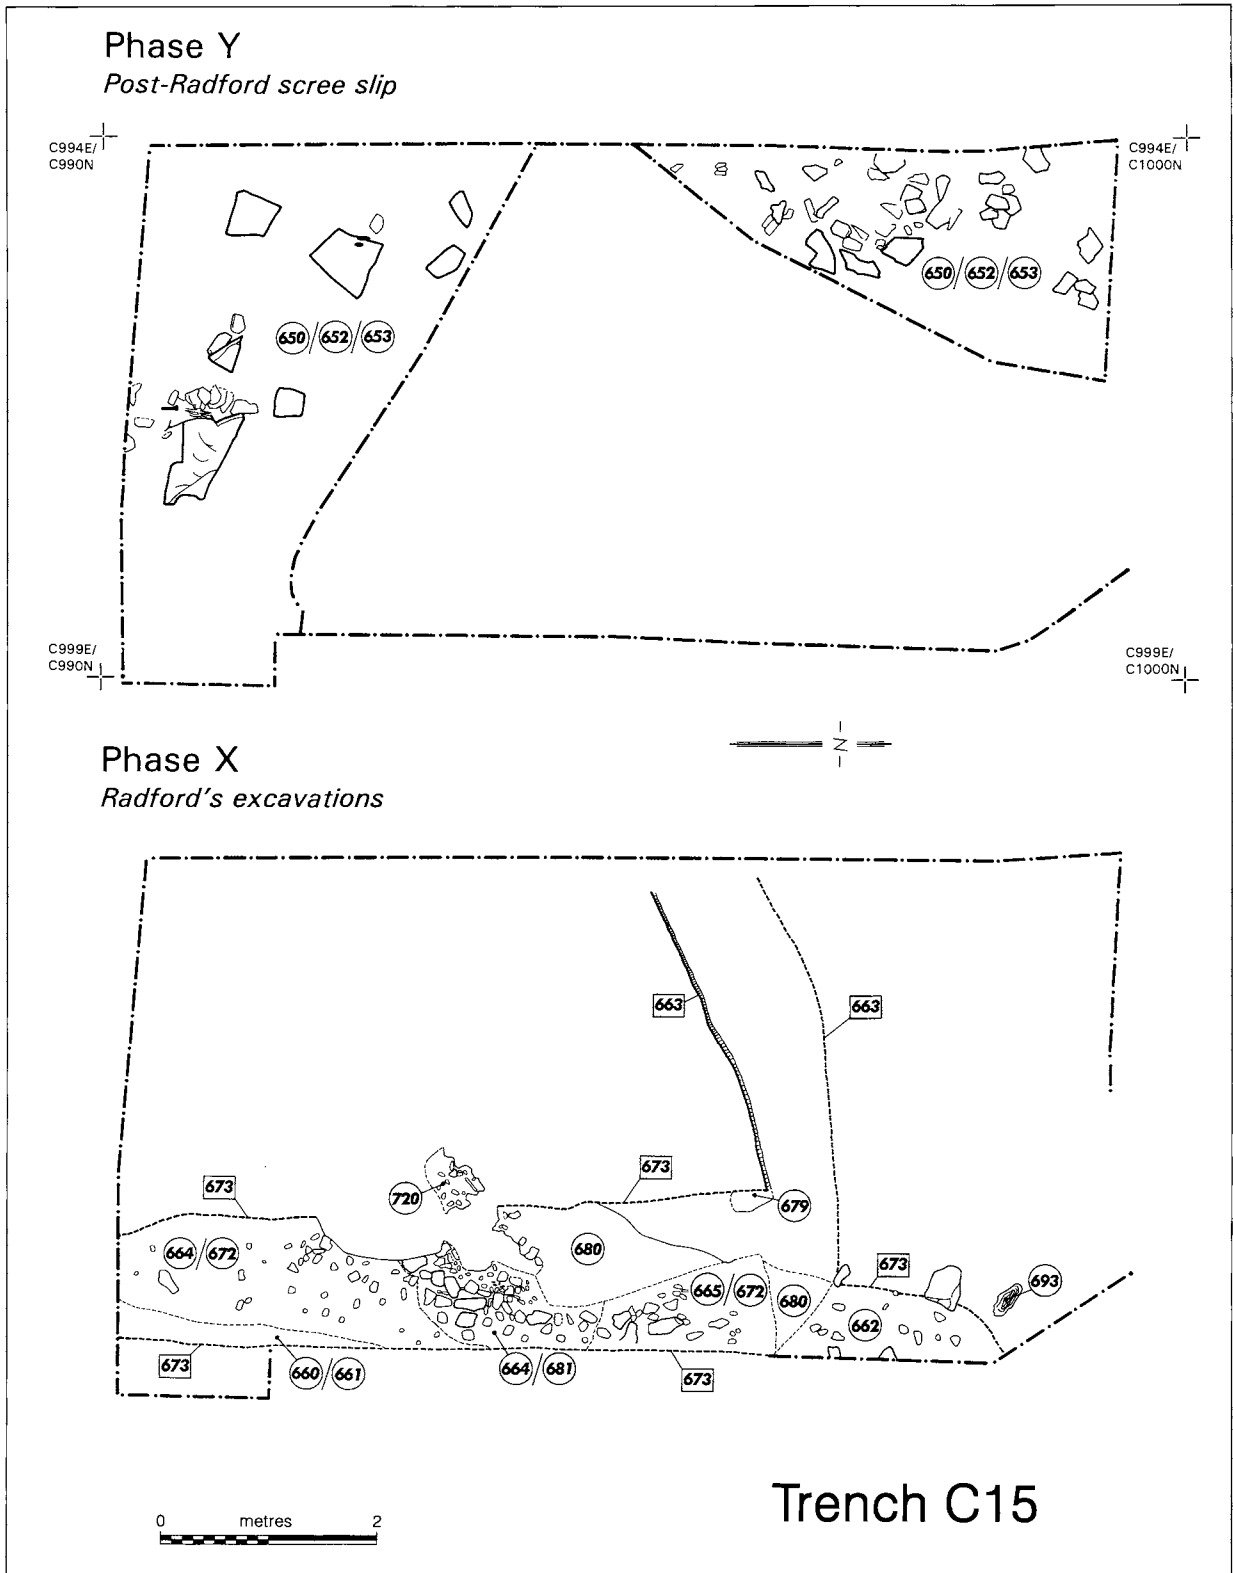 Phase Y
Post-Radford scree slip
C994E/
C990N
C994E/
C1000N
650/652/653
650/652/653
C999E/
C990N
C999E/
C1000N
N
Phase X
Radford's excavations
663
663
673
673
720
679
664/672
680
673
693
665/672
680
662
673
660/661
664/681
673
Trench C15
0 metres 2